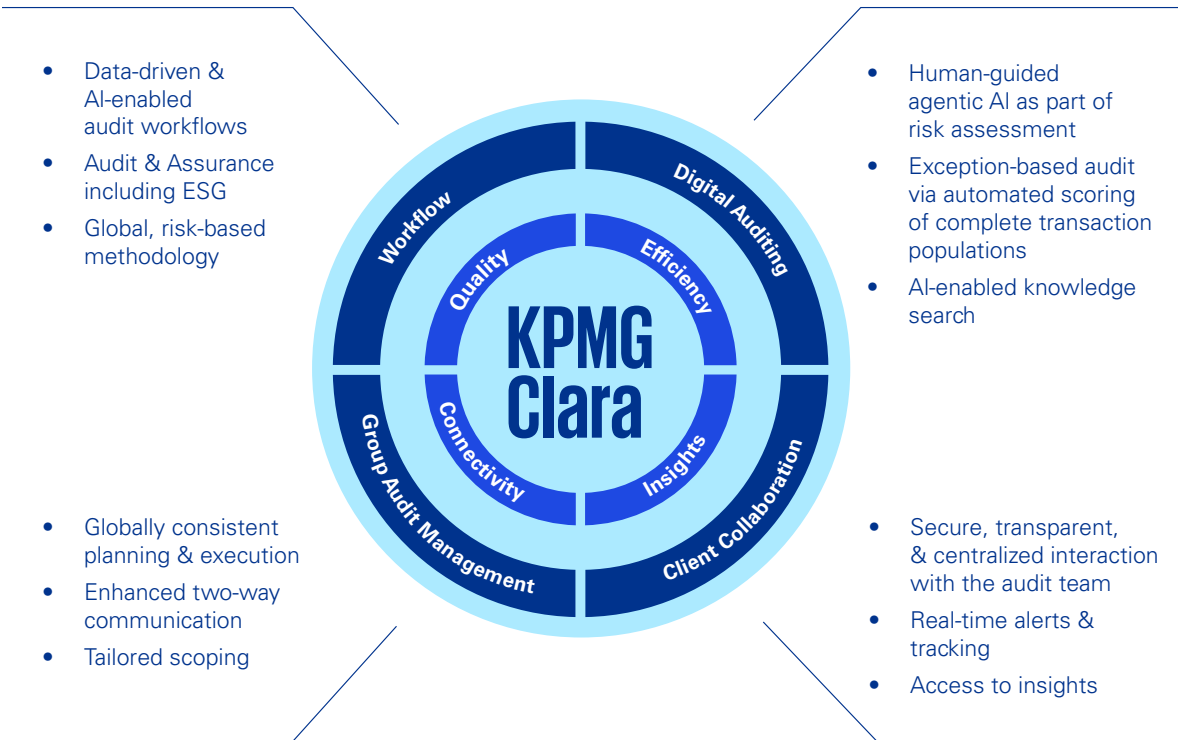 • Data-driven &
AI-enabled
audit workflows
• Audit & Assurance
including ESG
• Global, risk-based
methodology
• Human-guided
agentic AI as part of
risk assessment
• Exception-based audit
via automated scoring
of complete transaction
populations
• AI-enabled knowledge
search
Workflow
Digital Auditing
Quality
Efficiency
KPMG
Clara
Connectivity
Insights
Group Audit Management
Client Collaboration
• Globally consistent
planning & execution
• Enhanced two-way
communication
• Tailored scoping
• Secure, transparent,
& centralized interaction
with the audit team
• Real-time alerts &
tracking
• Access to insights